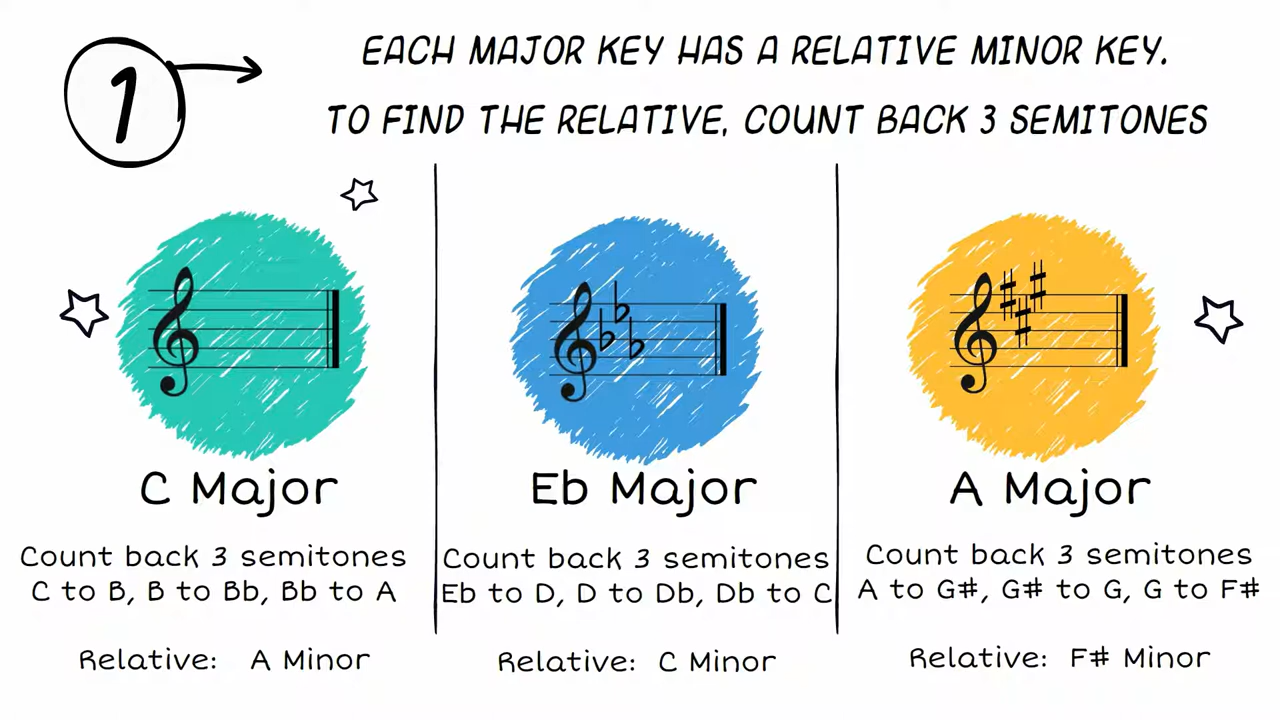 1
EACH MAJOR KEY HAS A RELATIVE MINOR KEY.
TO FIND THE RELATIVE, COUNT BACK 3 SEMITONES
C Major
Count back 3 semitones
C to B, B to Bb, Bb to A
Relative: A Minor
Eb Major
Count back 3 semitones
Eb to D, D to Db, Db to C
Relative: C Minor
A Major
Count back 3 semitones
A to G#, G# to G, G to F#
Relative: F# Minor